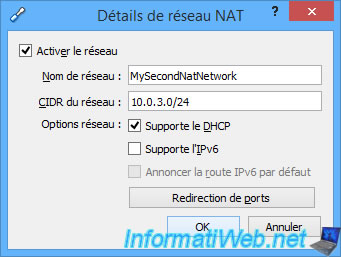 Détails de réseau NAT
?
Activer le réseau
Nom de réseau : MySecondNatNetwork
CIDR du réseau : 10.0.3.0/24
Options réseau : Supporte le DHCP
Supporte l'IPv6
Annoncer la route IPv6 par défaut
Redirection de ports
OK Annuler
InformatiWeb.net